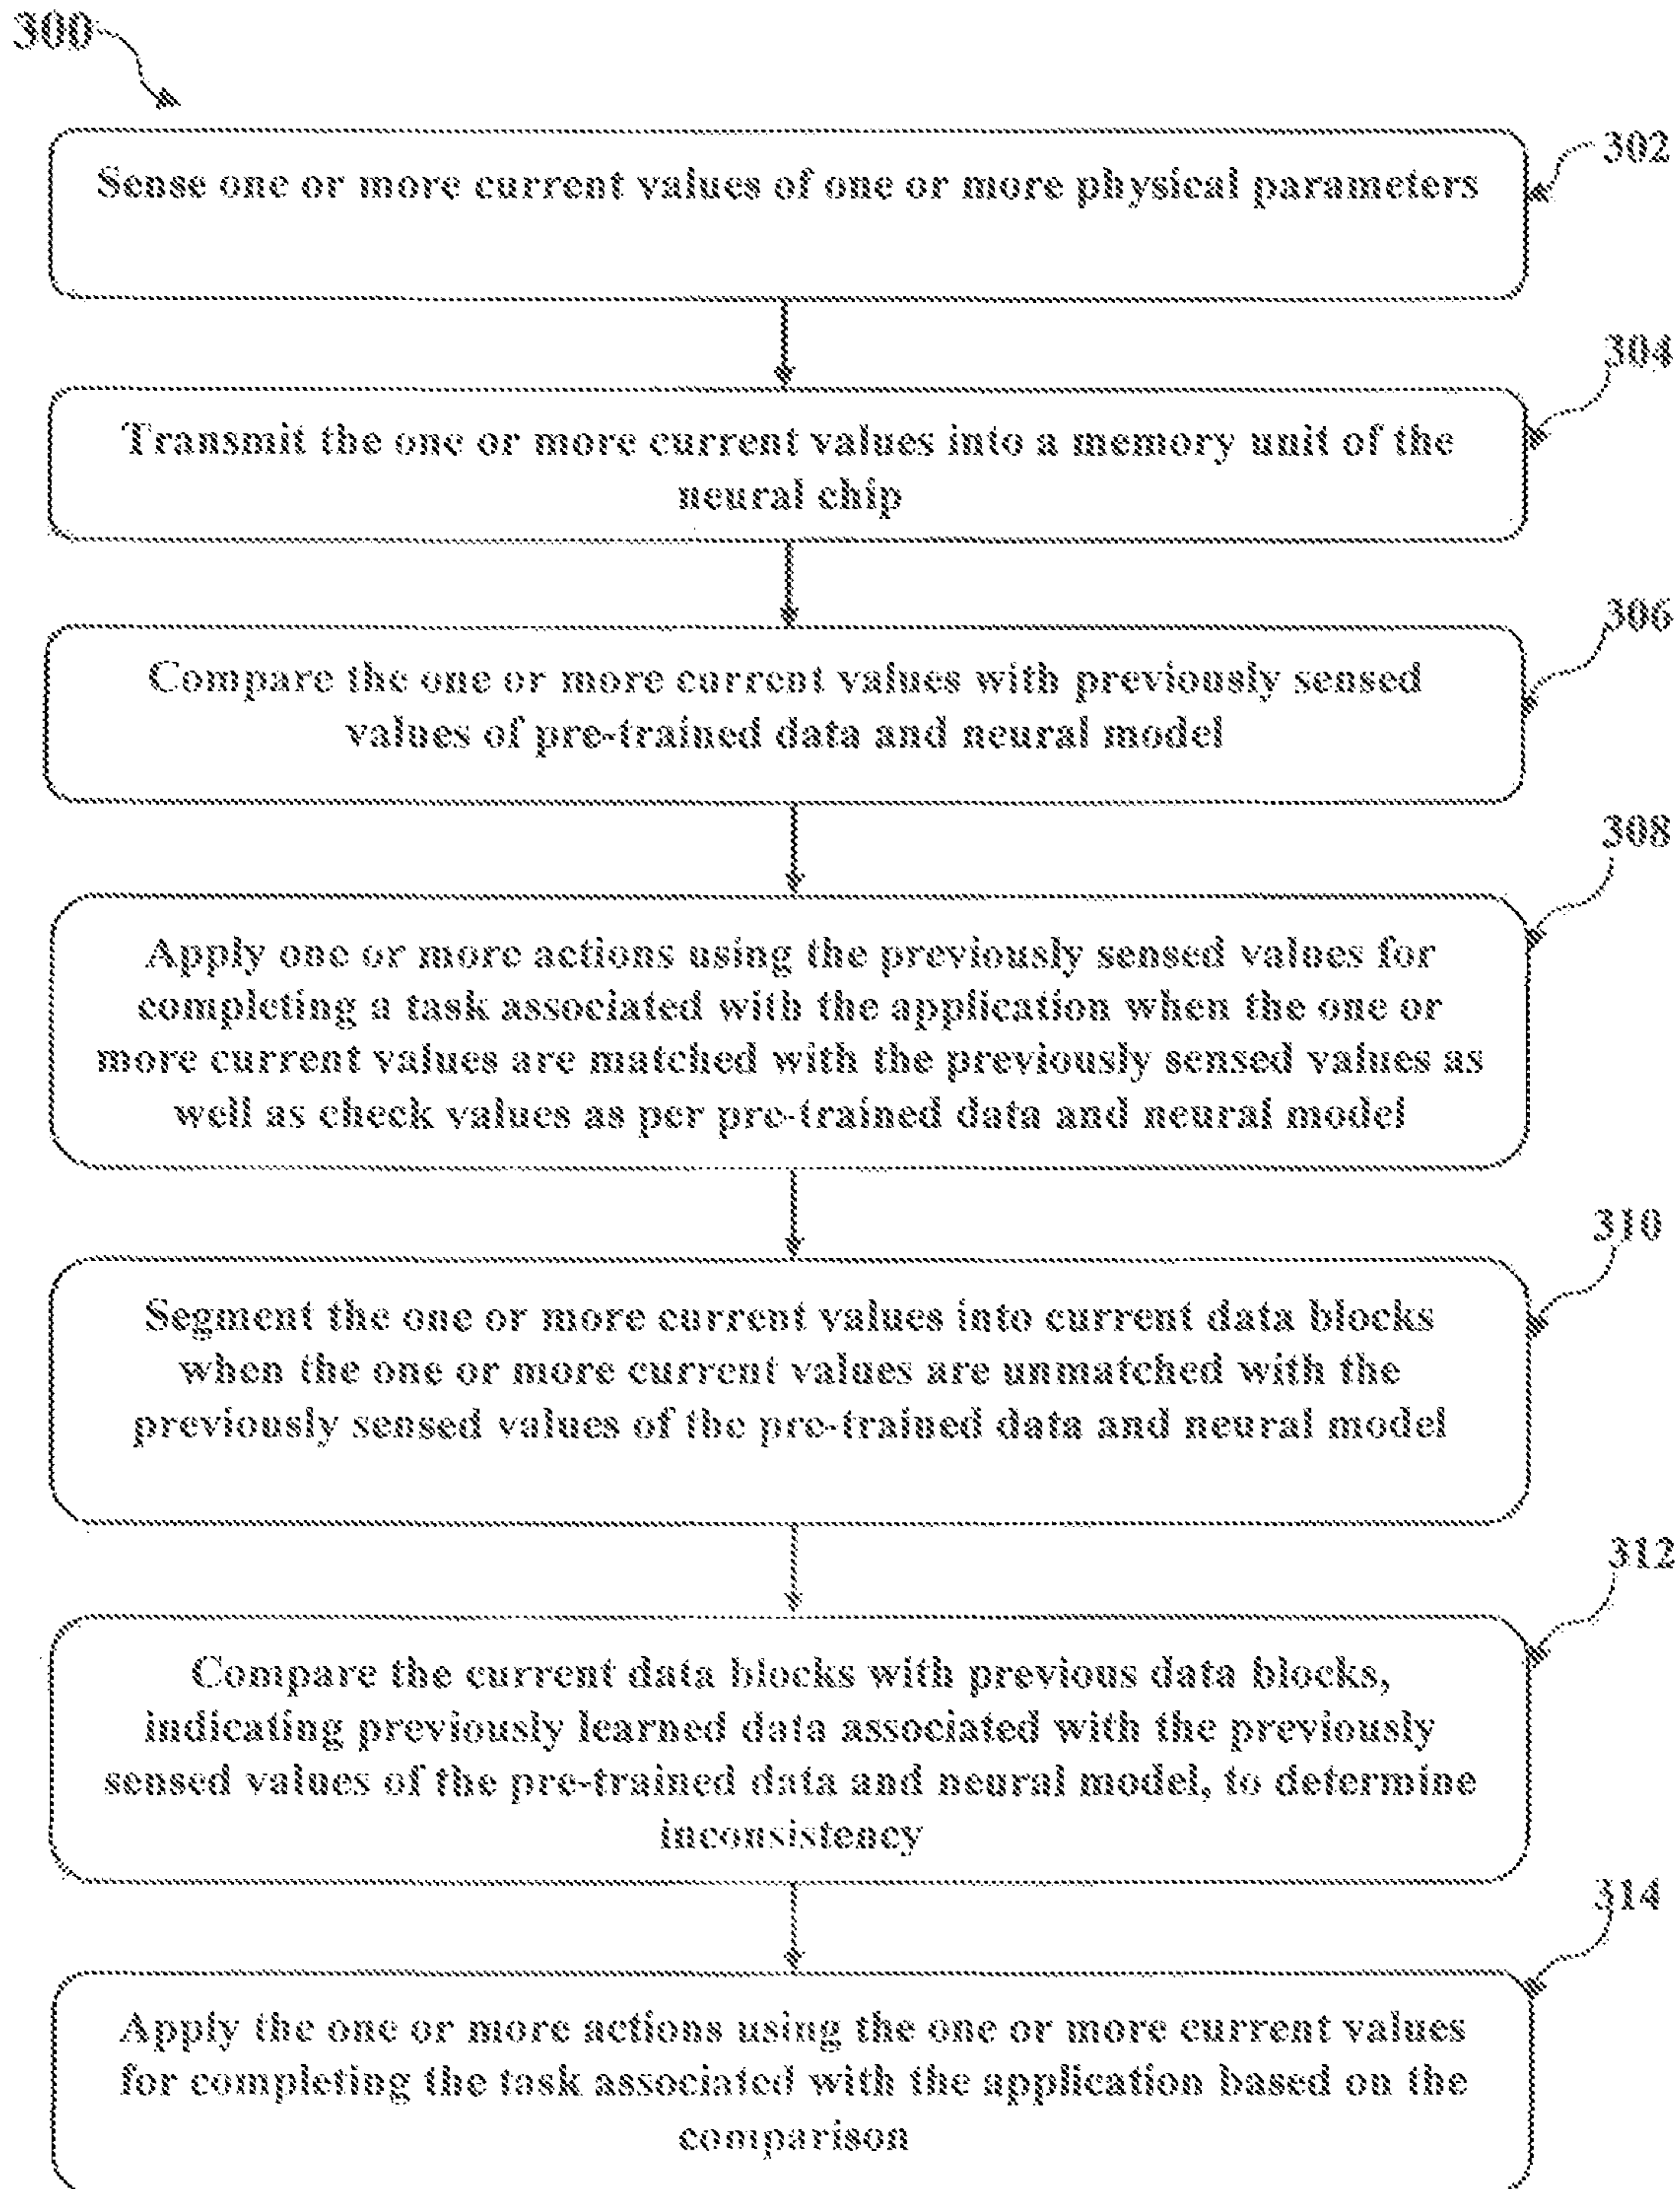 300
302
Sense one or more current values of one or more physical parameters
304
Transmit the one or more current values into a memory unit of the
neural chip
306
Compare the one or more current values with previously sensed
values of pre-trained data and neural model
308
Apply one or more actions using the previously sensed values for
completing a task associated with the application when the one or
more current values are matched with the previously sensed values as
well as check values as per pre-trained data and neural model
310
Segment the one or more current values into current data blocks
when the one or more current values are unmatched with the
previously sensed values of the pre-trained data and neural model
312
Compare the current data blocks with previous data blocks,
indicating previously learned data associated with the previously
sensed values of the pre-trained data and neural model, to determine
inconsistency
314
Apply the one or more actions using the one or more current values
for completing the task associated with the application based on the
comparison